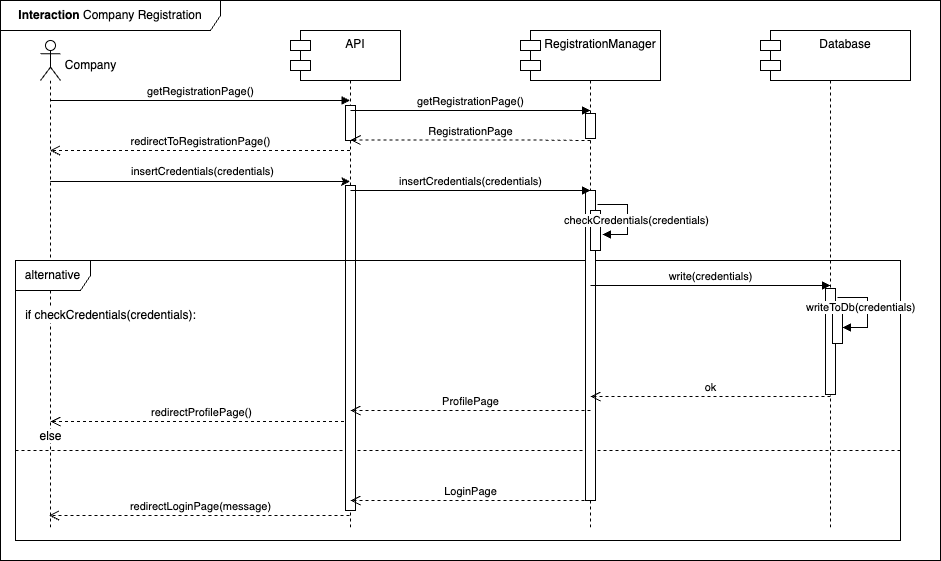 Interaction Company Registration
Company
API
RegistrationManager
Database
getRegistrationPage()
getRegistrationPage()
RegistrationPage
redirectToRegistrationPage()
insertCredentials(credentials)
insertCredentials(credentials)
checkCredentials(credentials)
alternative
write(credentials)
if checkCredentials(credentials):
writeToDb(credentials)
ok
ProfilePage
redirectProfilePage()
else
LoginPage
redirectLoginPage(message)